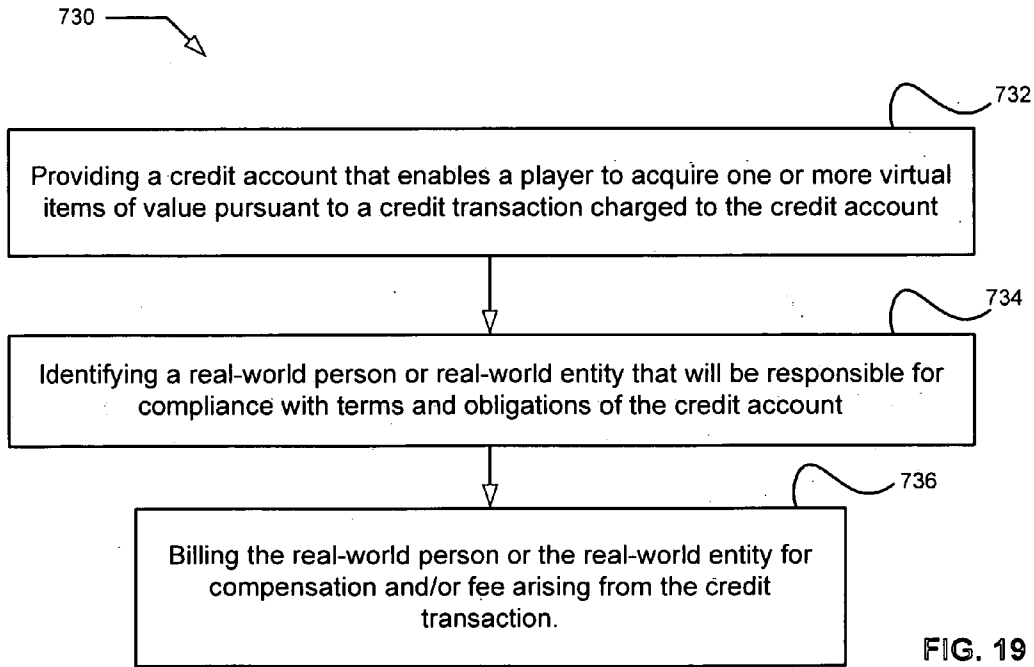 730
732
Providing a credit account that enables a player to acquire one or more virtual
items of value pursuant to a credit transaction charged to the credit account
734
Identifying a real-world person or real-world entity that will be responsible for
compliance with terms and obligations of the credit account
736
Billing the real-world person or the real-world entity for
compensation and/or fee arising from the credit
transaction.
FIG. 19